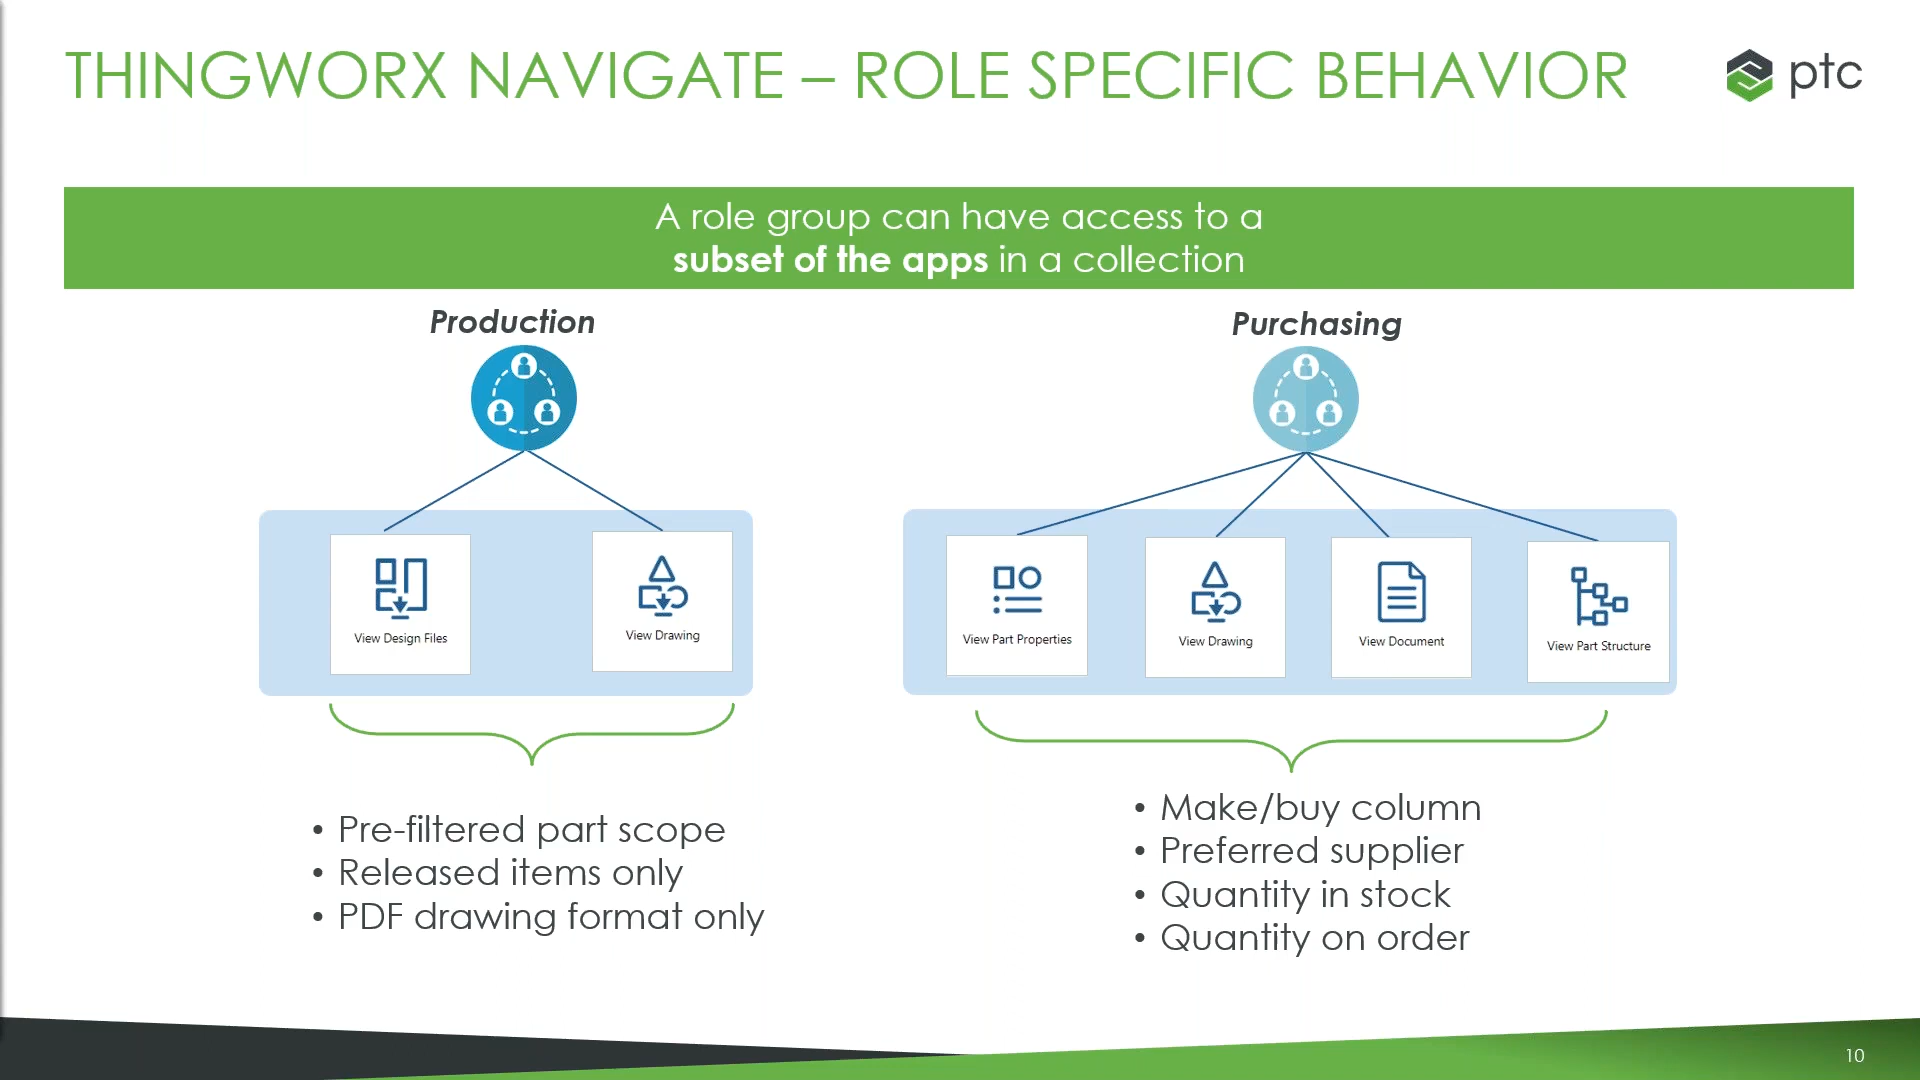 THINGWORX NAVIGATE – ROLE SPECIFIC BEHAVIOR
ptc
A role group can have access to a
subset of the apps in a collection
Production
View Design Files
View Drawing
• Pre-filtered part scope
• Released items only
• PDF drawing format only
Purchasing
View Part Properties
View Drawing
View Document
View Part Structure
• Make/buy column
• Preferred supplier
• Quantity in stock
• Quantity on order
10